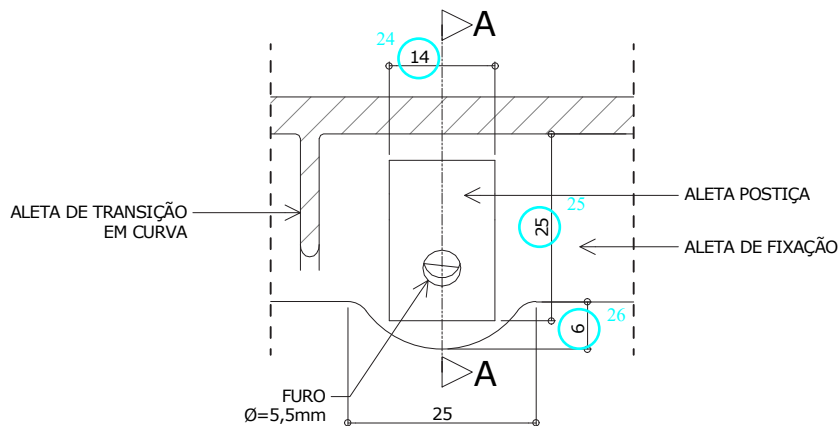 A
24
14
ALETA DE TRANSIÇÃO
EM CURVA
ALETA POSTIÇA
25
25
ALETA DE FIXAÇÃO
26
6
A
FURO
Ø=5,5mm
25